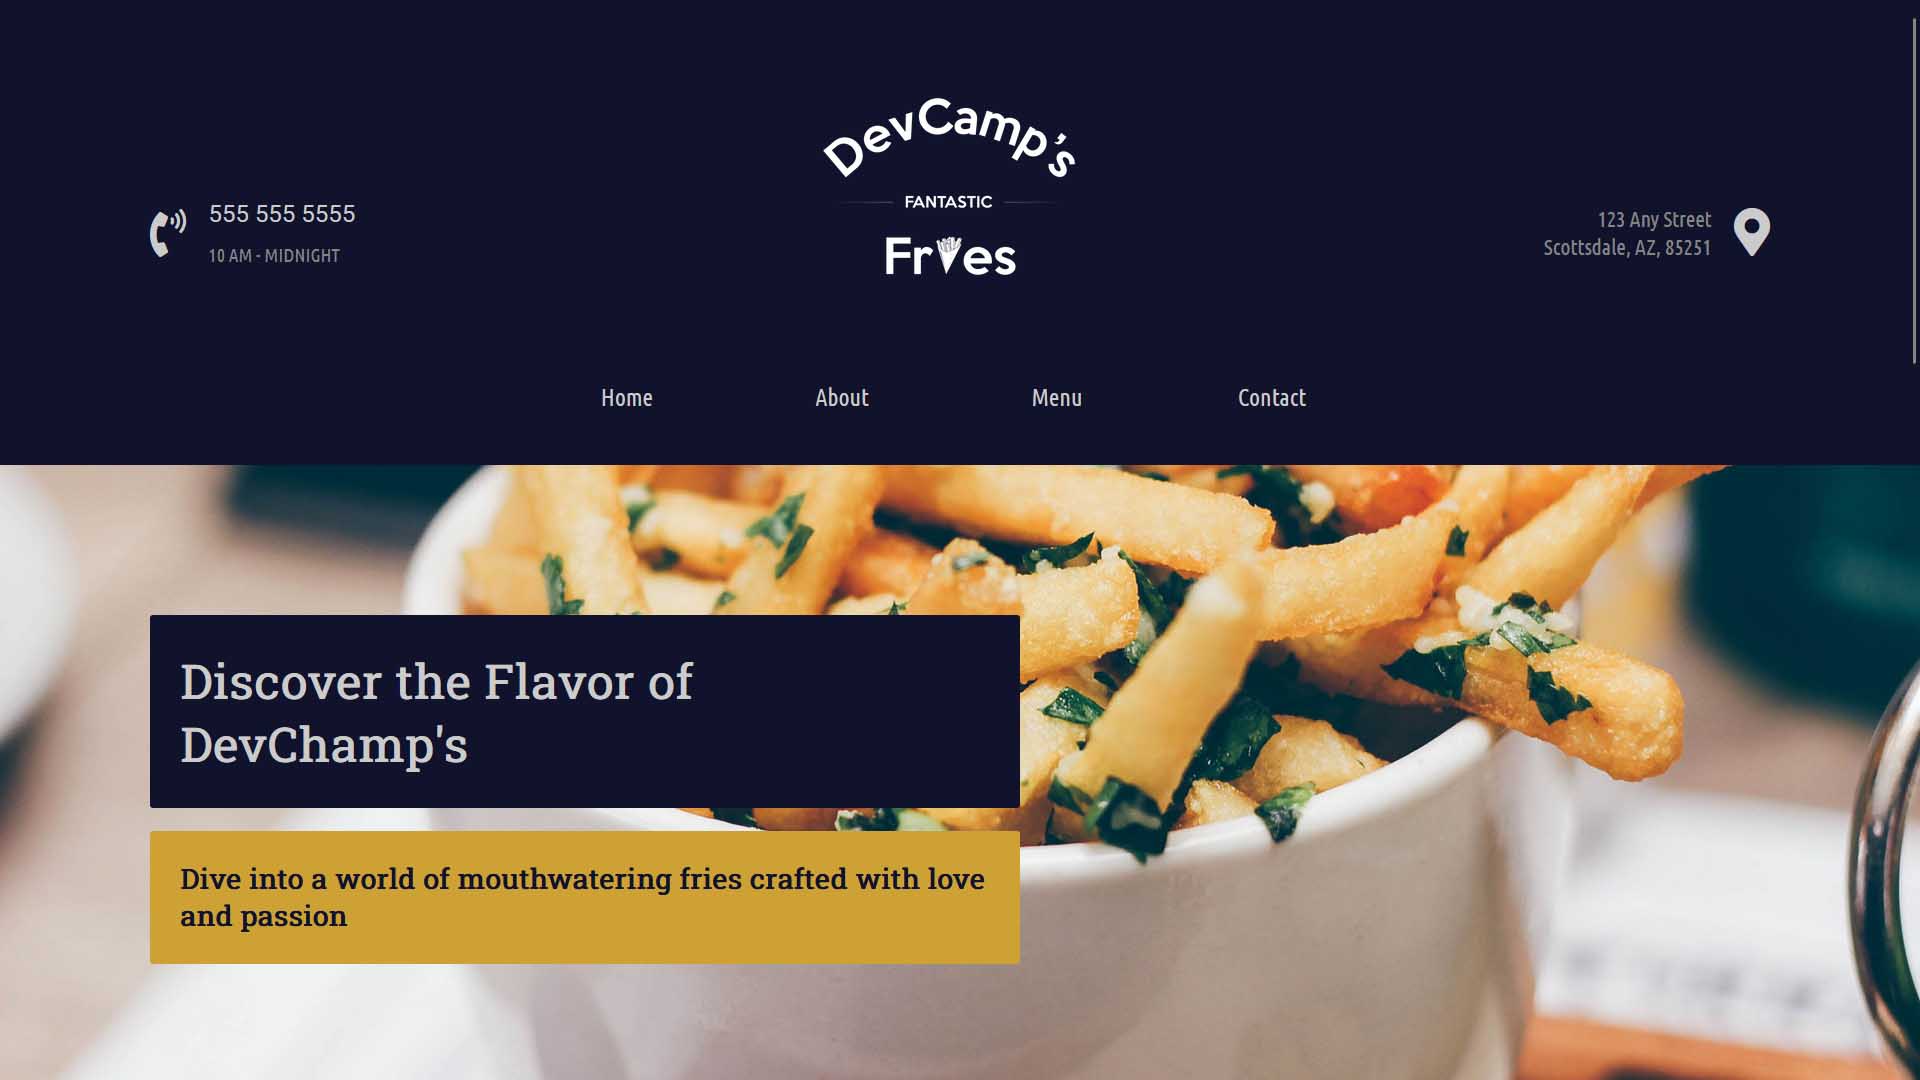 DevCamp's
FANTASTIC
Fries
555 555 5555
10 AM - MIDNIGHT
123 Any Street
Scottsdale, AZ, 85251
Home
About
Menu
Contact
Discover the Flavor of
DevChamp's
Dive into a world of mouthwatering fries crafted with love
and passion